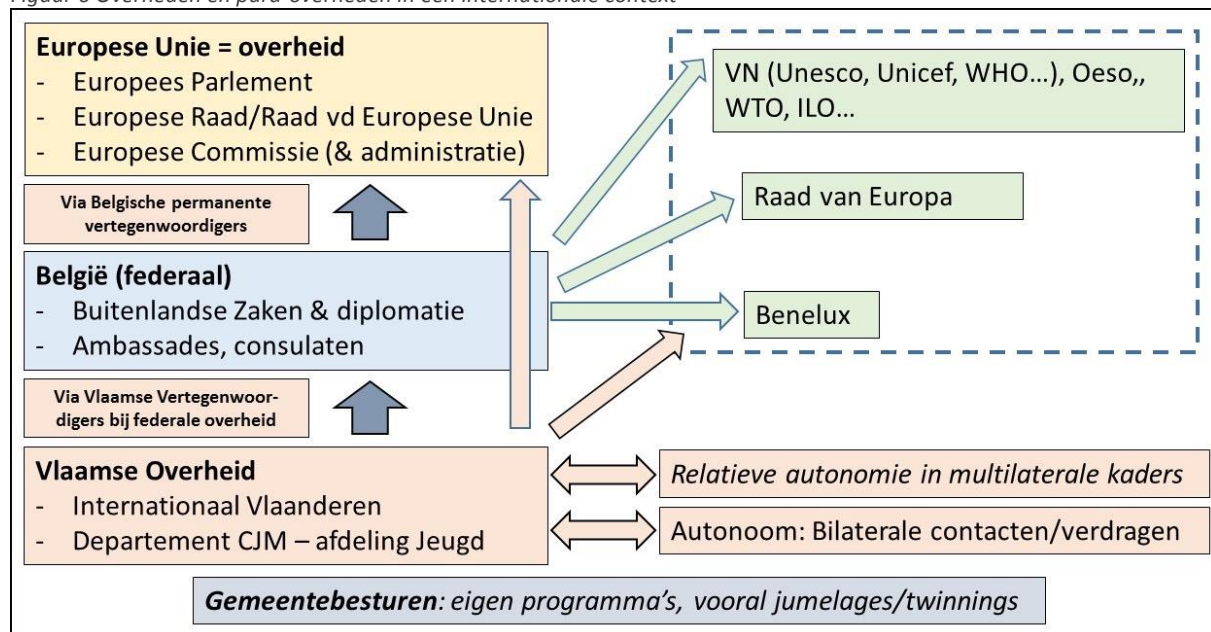 Figuur 6 Overheden en para-overheden in een internationale context
Europese Unie = overheid
- Europees Parlement
- Europese Raad/Raad vd Europese Unie
- Europese Commissie (& administratie)
VN (Unesco, Unicef, WHO…), Oeso,,
WTO, ILO…
Via Belgische permanente
vertegenwoordigers
Raad van Europa
België (federaal)
- Buitenlandse Zaken & diplomatie
- Ambassades, consulaten
Benelux
Via Vlaamse Vertegenwoor-
digers bij federale overheid
Vlaamse Overheid
- Internationaal Vlaanderen
- Departement CJM – afdeling Jeugd
Relatieve autonomie in multilaterale kaders
Autonoom: Bilaterale contacten/verdragen
Gemeentebesturen: eigen programma's, vooral jumelages/twinnings